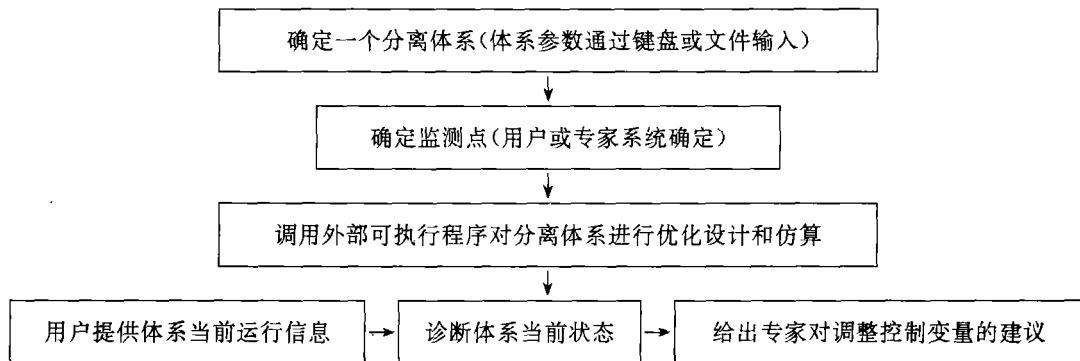 确定一个分离体系(体系参数通过键盘或文件输入)
确定监测点(用户或专家系统确定)
调用外部可执行程序对分离体系进行优化设计和仿算
用户提供体系当前运行信息
诊断体系当前状态
给出专家对调整控制变量的建议